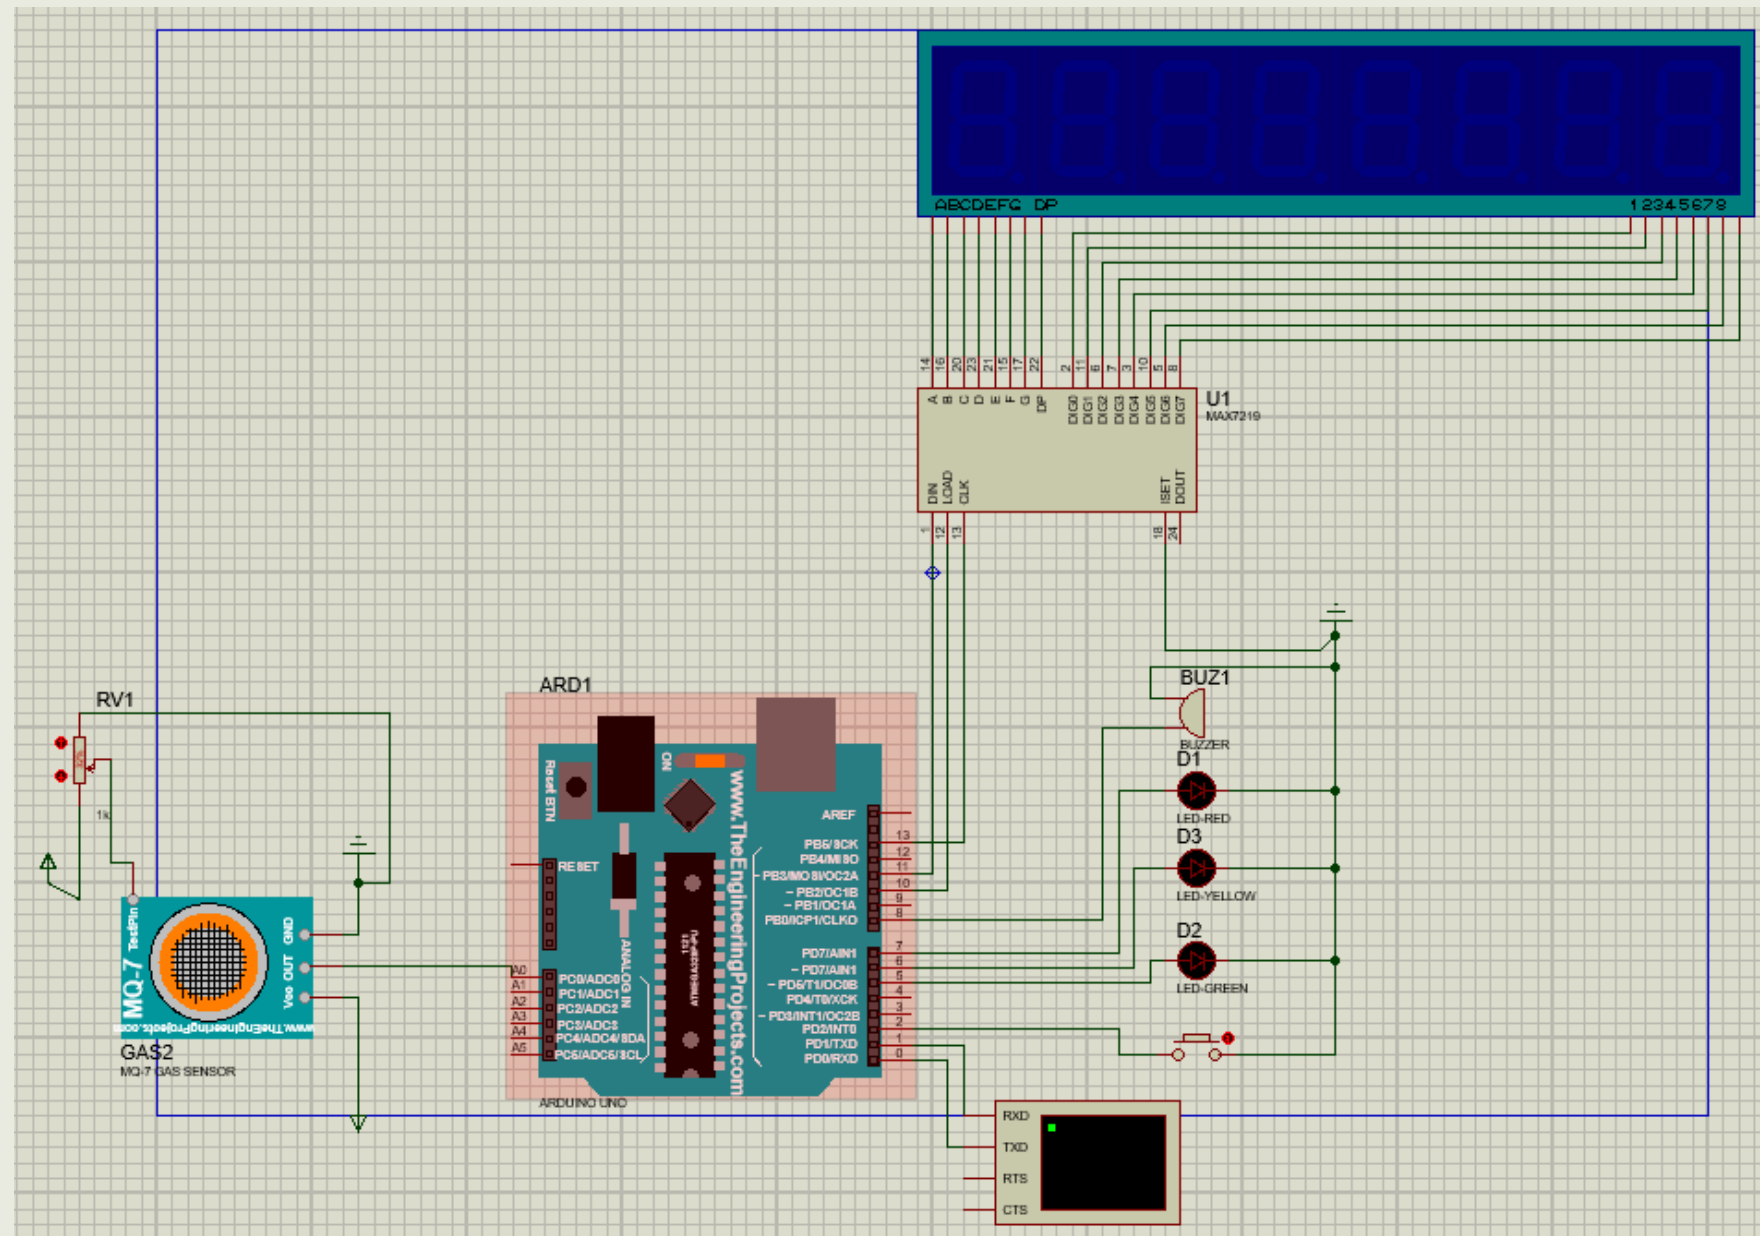 ABCDEFG DP
12345678
14
16
20
23
21
15
17
22
2
11
6
7
3
10
5
8
A
B
C
D
E
F
G
DP
DIG0
DIG1
DIG2
DIG3
DIG4
DIG5
DIG6
DIG7
U1
MAX7219
DIN
LOAD
CLK
ISET
DOUT
1
12
13
18
24
RV1
1k
ARD1
BUZ1
BUZZER
D1
LED-RED
D3
LED-YELLOW
D2
LED-GREEN
Reset BTN
ON
www.TheEngineeringProjects.com
AREF
13
PB5/SCK
12
PB4/MISO
11
PB3/MOSI/OC2A
10
PB2/OC1B
9
PB1/OC1A
8
PB0/ICP1/CLKO
RESET
ANALOG IN
1121
ATMEGA328P-PU
7
PD7/AIN1
6
PD7/AIN1
5
PD5/T1/OC0B
4
PD4/T0/XCK
3
PD3/INT1/OC2B
2
PD2/INT0
1
PD1/TXD
0
PD0/RXD
A0
PC0/ADC0
A1
PC1/ADC1
A2
PC2/ADC2
A3
PC3/ADC3
A4
PC4/ADC4/SDA
A5
PC5/ADC5/SCL
ARDUINO UNO
TestPin
MQ-7
GND
OUT
Vcc
www.TheEngineeringProjects.com
GAS2
MQ-7 GAS SENSOR
RXD
TXD
RTS
CTS